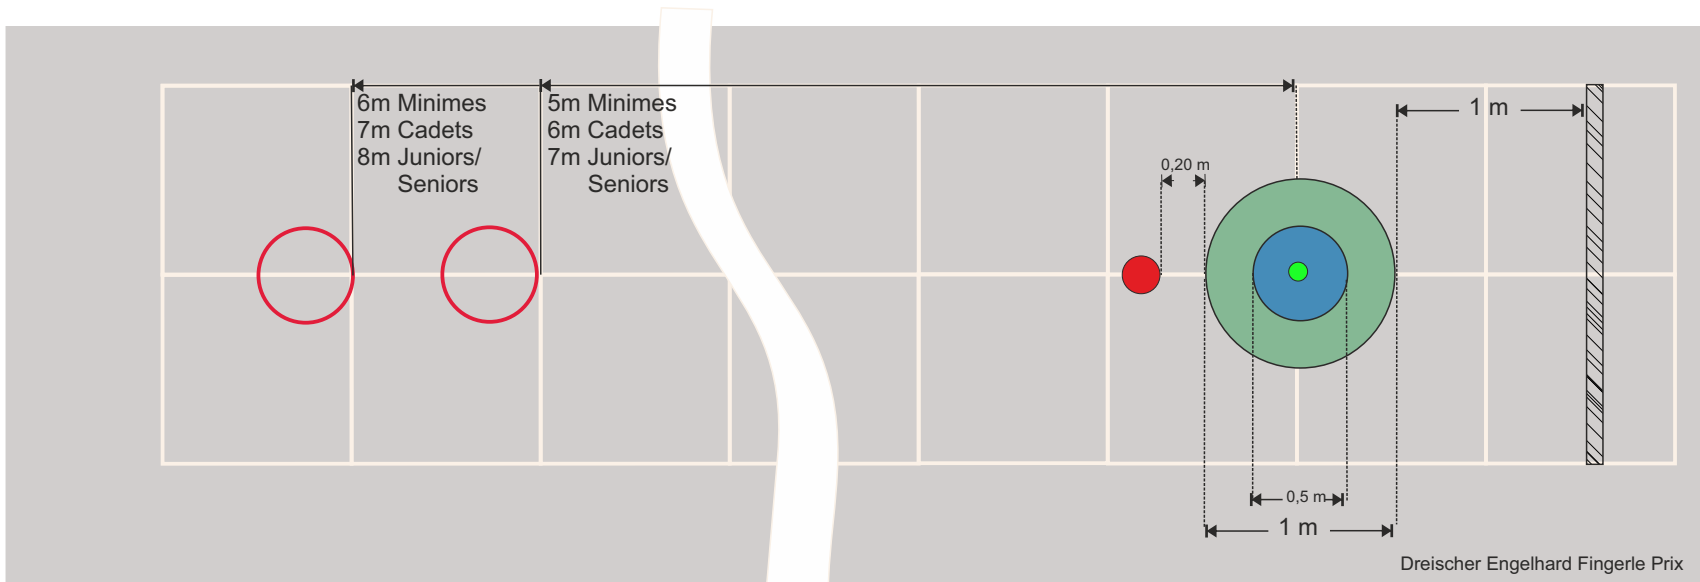 6m Minimes
7m Cadets
8m Juniors/
Seniors
5m Minimes
6m Cadets
7m Juniors/
Seniors
1 m
0,20 m
0,5 m
1 m
Dreischer Engelhard Fingerle Prix